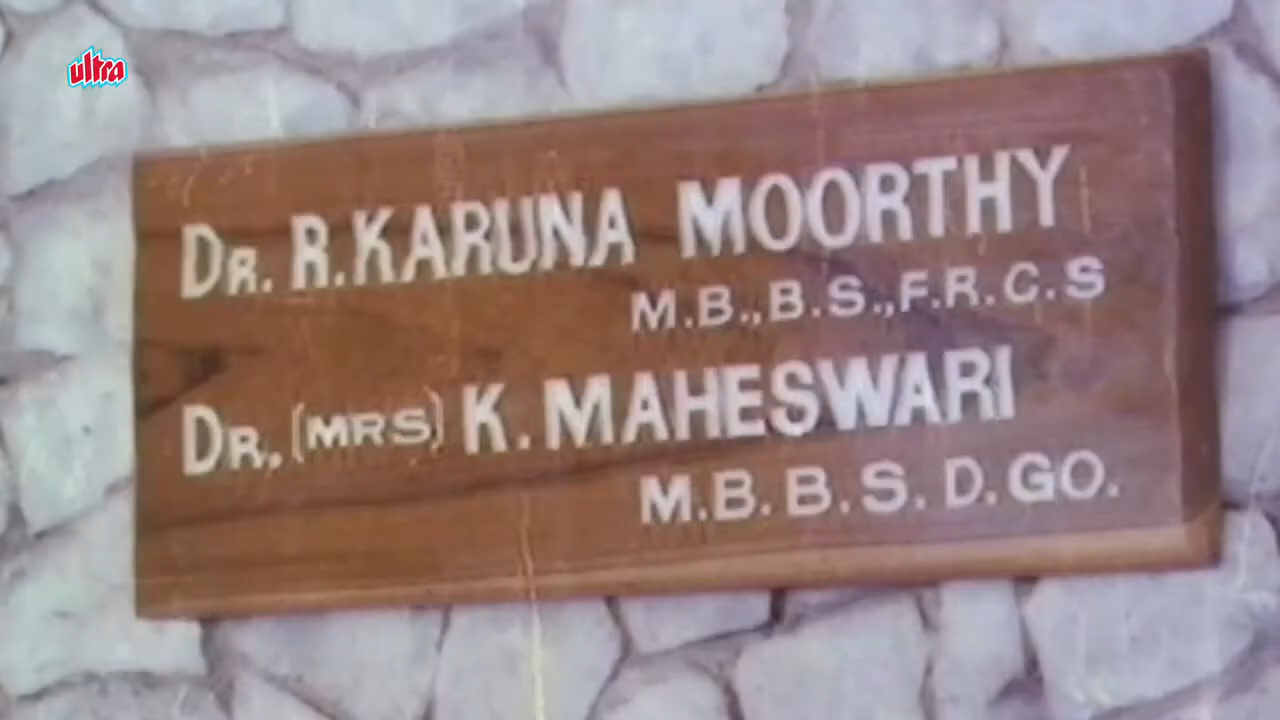 ultra
DR. R.KARUNA MOORTHY
M.B.,B.S.,F.R.C.S
DR., (MRS) K. MAHESWARI
M.B.B.S. D.GO.